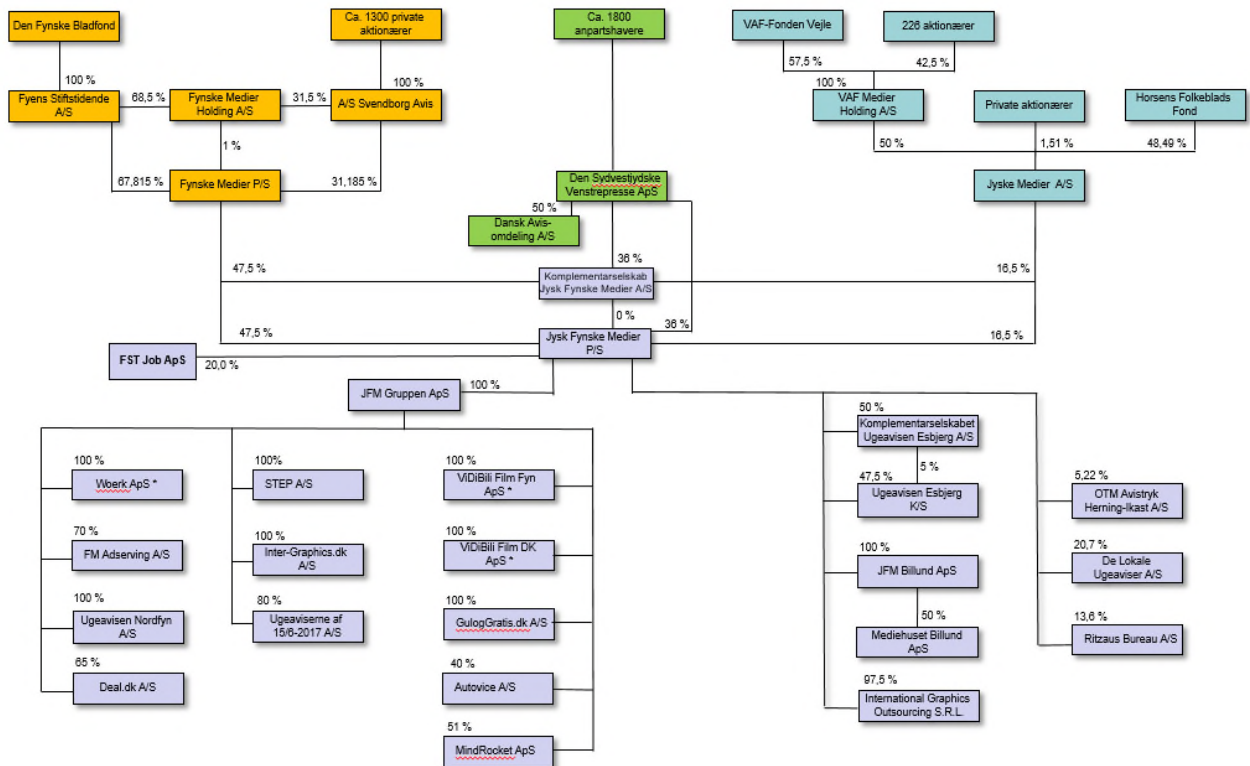 Den Fynske Bladfond
Ca. 1300 private
aktionærer
Ca. 1800
anpartshavere
VAF-Fonden Vejle
226 aktionærer
57,5 %
42,5 %
100 %
100 %
100 %
Fyens Stiftstidende
A/S
68,5 %
Fynske Medier
Holding A/S
31,5 %
A/S Svendborg Avis
VAF Medier
Holding A/S
Private aktionærer
Horsens Folkeblads
Fond
50 %
1,51 %
48,49 %
1 %
67,815 %
Fynske Medier P/S
31,185 %
Den Sydvestjydske
Venstrepresse ApS
Jyske Medier A/S
50 %
Dansk Avis-
omdeling A/S
47,5 %
36 %
16,5 %
Komplementarselskab
Jysk Fynske Medier A/S
0 %
36 %
47,5 %
16,5 %
Jysk Fynske Medier
P/S
FST Job ApS
20,0 %
JFM Gruppen ApS
100 %
50 %
Komplementarselskabet
Ugeavisen Esbjerg A/S
5 %
100 %
Woerk ApS *
100%
STEP A/S
100 %
ViDiBili Film Fyn
ApS *
47,5 %
Ugeavisen Esbjerg
K/S
5,22 %
OTM Avistryk
Herning-Ikast A/S
70 %
FM Adserving A/S
100 %
Inter-Graphics.dk
A/S
100 %
ViDiBili Film DK
ApS *
100 %
JFM Billund ApS
20,7 %
De Lokale
Ugeaviser A/S
100 %
Ugeavisen Nordfyn
A/S
80 %
Ugeaviserne af
15/6-2017 A/S
100 %
GulogGratis.dk A/S
50 %
Mediehuset Billund
ApS
13,6 %
Ritzaus Bureau A/S
65 %
Deal.dk A/S
40 %
Autovice A/S
97,5 %
International Graphics
Outsourcing S.R.L.
51 %
MindRocket ApS